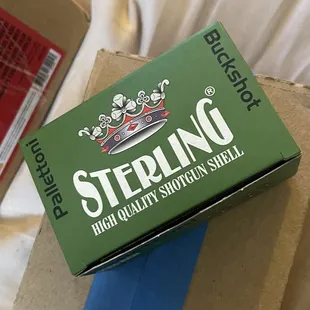 Buckshot
STERLING®
HIGH QUALITY SHOTGUN SHELL
Pallettoni